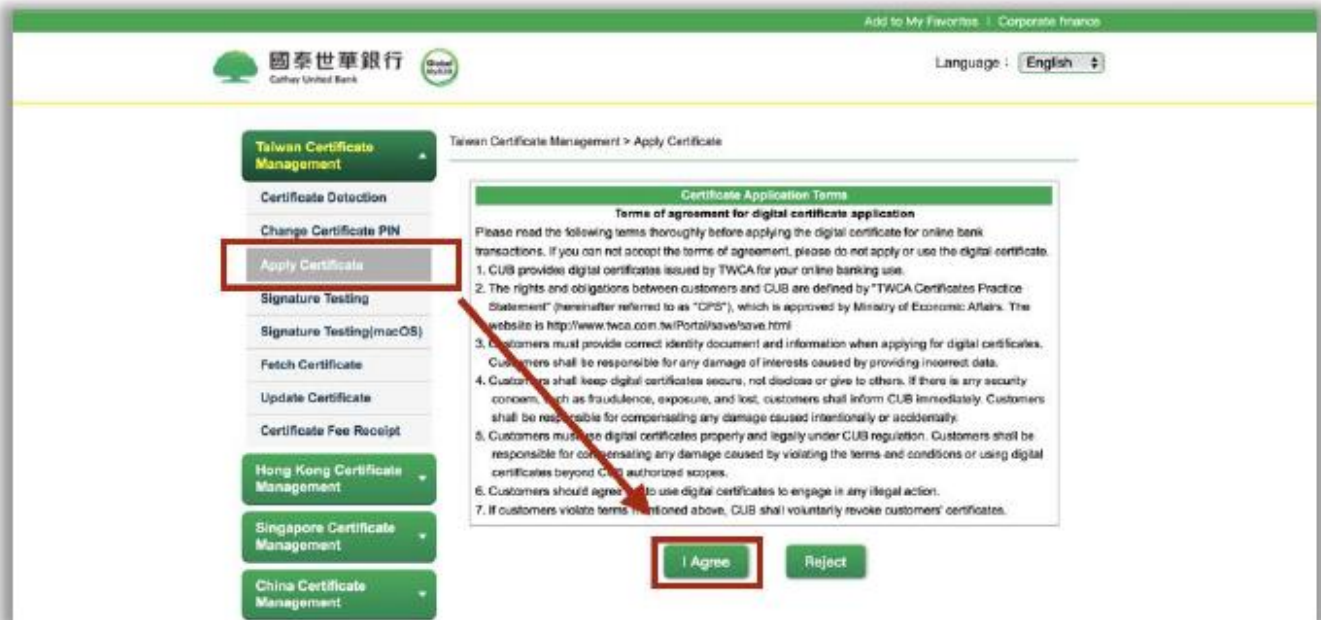 Add to My Favorites | Corporate finance
國泰世華銀行
Cathay United Bank
Global MyB2B
Language : English
Taiwan Certificate
Management
Certificate Detection
Change Certificate PIN
Apply Certificate
Signature Testing
Signature Testing(macOS)
Fetch Certificate
Update Certificate
Certificate Fee Receipt
Hong Kong Certificate
Management
Singapore Certificate
Management
China Certificate
Management
Taiwan Certificate Management > Apply Certificate
Certificate Application Terms
Terms of agreement for digital certificate application
Please read the following terms thoroughly before applying the digital certificate for online bank
transactions. If you can not accept the terms of agreement, please do not apply or use the digital certificate.
1. CUB provides digital certificates issued by TWCA for your online banking use.
2. The rights and obligations between customers and CUB are defined by "TWCA Certificates Practice
Statement" (hereinafter referred to as "CPS"), which is approved by Ministry of Economic Affairs. The
website is http://www.twca.com.tw/Portal/save/save.html
3. Customers must provide correct identity document and information when applying for digital certificates.
Customers shall be responsible for any damage of interests caused by providing incorrect data.
4. Customers shall keep digital certificates secure, not disclose or give to others. If there is any security
concern, such as fraudulence, exposure, and lost, customers shall inform CUB immediately. Customers
shall be responsible for compensating any damage caused intentionally or accidentally.
5. Customers must use digital certificates properly and legally under CUB regulation. Customers shall be
responsible for compensating any damage caused by violating the terms and conditions or using digital
certificates beyond CUB authorized scopes.
6. Customers should agree not to use digital certificates to engage in any illegal action.
7. If customers violate terms mentioned above, CUB shall voluntarily revoke customers' certificates.
I Agree
Reject